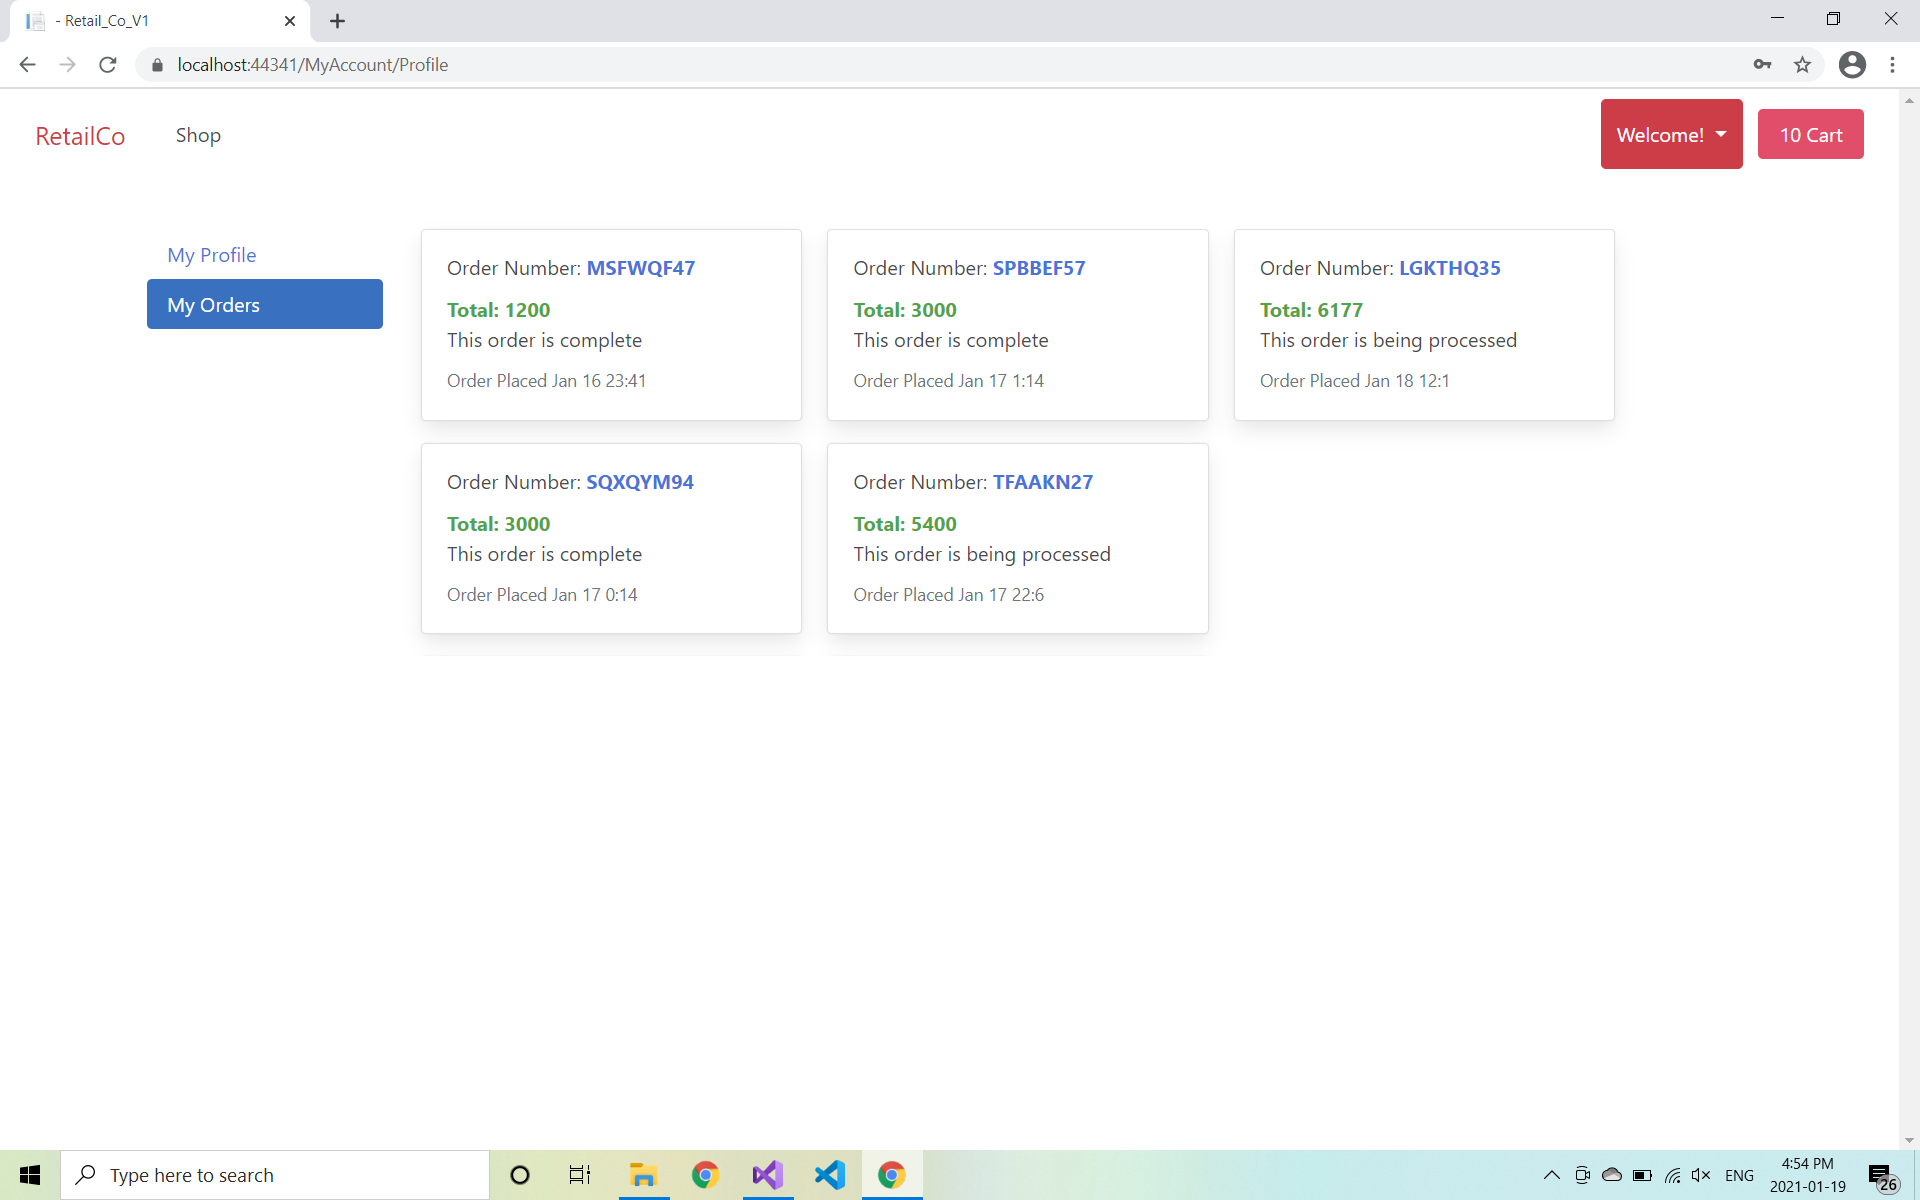 - Retail_Co_V1
localhost:44341/MyAccount/Profile
RetailCo
Shop
Welcome!
10 Cart
My Profile
My Orders
Order Number: MSFWQF47
Total: 1200
This order is complete
Order Placed Jan 16 23:41
Order Number: SPBBEF57
Total: 3000
This order is complete
Order Placed Jan 17 1:14
Order Number: LGKTHQ35
Total: 6177
This order is being processed
Order Placed Jan 18 12:1
Order Number: SQXQYM94
Total: 3000
This order is complete
Order Placed Jan 17 0:14
Order Number: TFAAKN27
Total: 5400
This order is being processed
Order Placed Jan 17 22:6
Type here to search
ENG
4:54 PM
2021-01-19
26